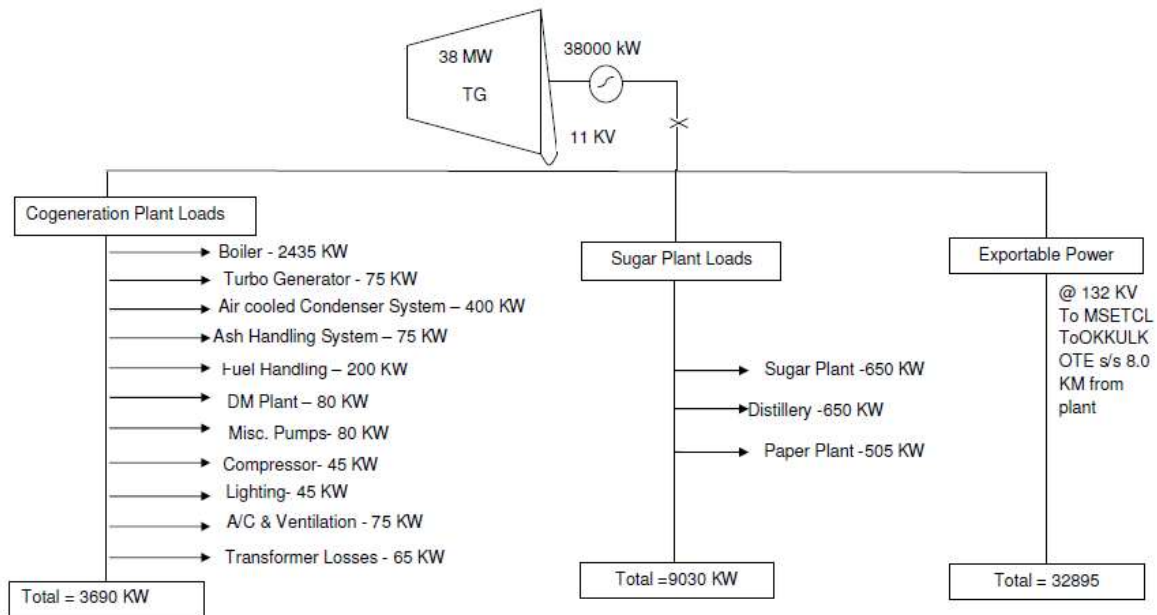 38 MW
TG
38000 kW
11 KV
Cogeneration Plant Loads
Boiler - 2435 KW
Turbo Generator - 75 KW
Air cooled Condenser System – 400 KW
Ash Handling System – 75 KW
Fuel Handling – 200 KW
DM Plant – 80 KW
Misc. Pumps- 80 KW
Compressor- 45 KW
Lighting- 45 KW
A/C & Ventilation - 75 KW
Transformer Losses - 65 KW
Total = 3690 KW
Sugar Plant Loads
Sugar Plant -650 KW
Distillery -650 KW
Paper Plant -505 KW
Total =9030 KW
Exportable Power
@ 132 KV
To MSETCL
ToOKKULK
OTE s/s 8.0
KM from
plant
Total = 32895